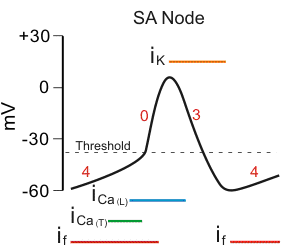 SA Node
+30
iK
0
mV
0
3
-30
Threshold
4
4
-60
iCa(L)
iCa(T)
if
if